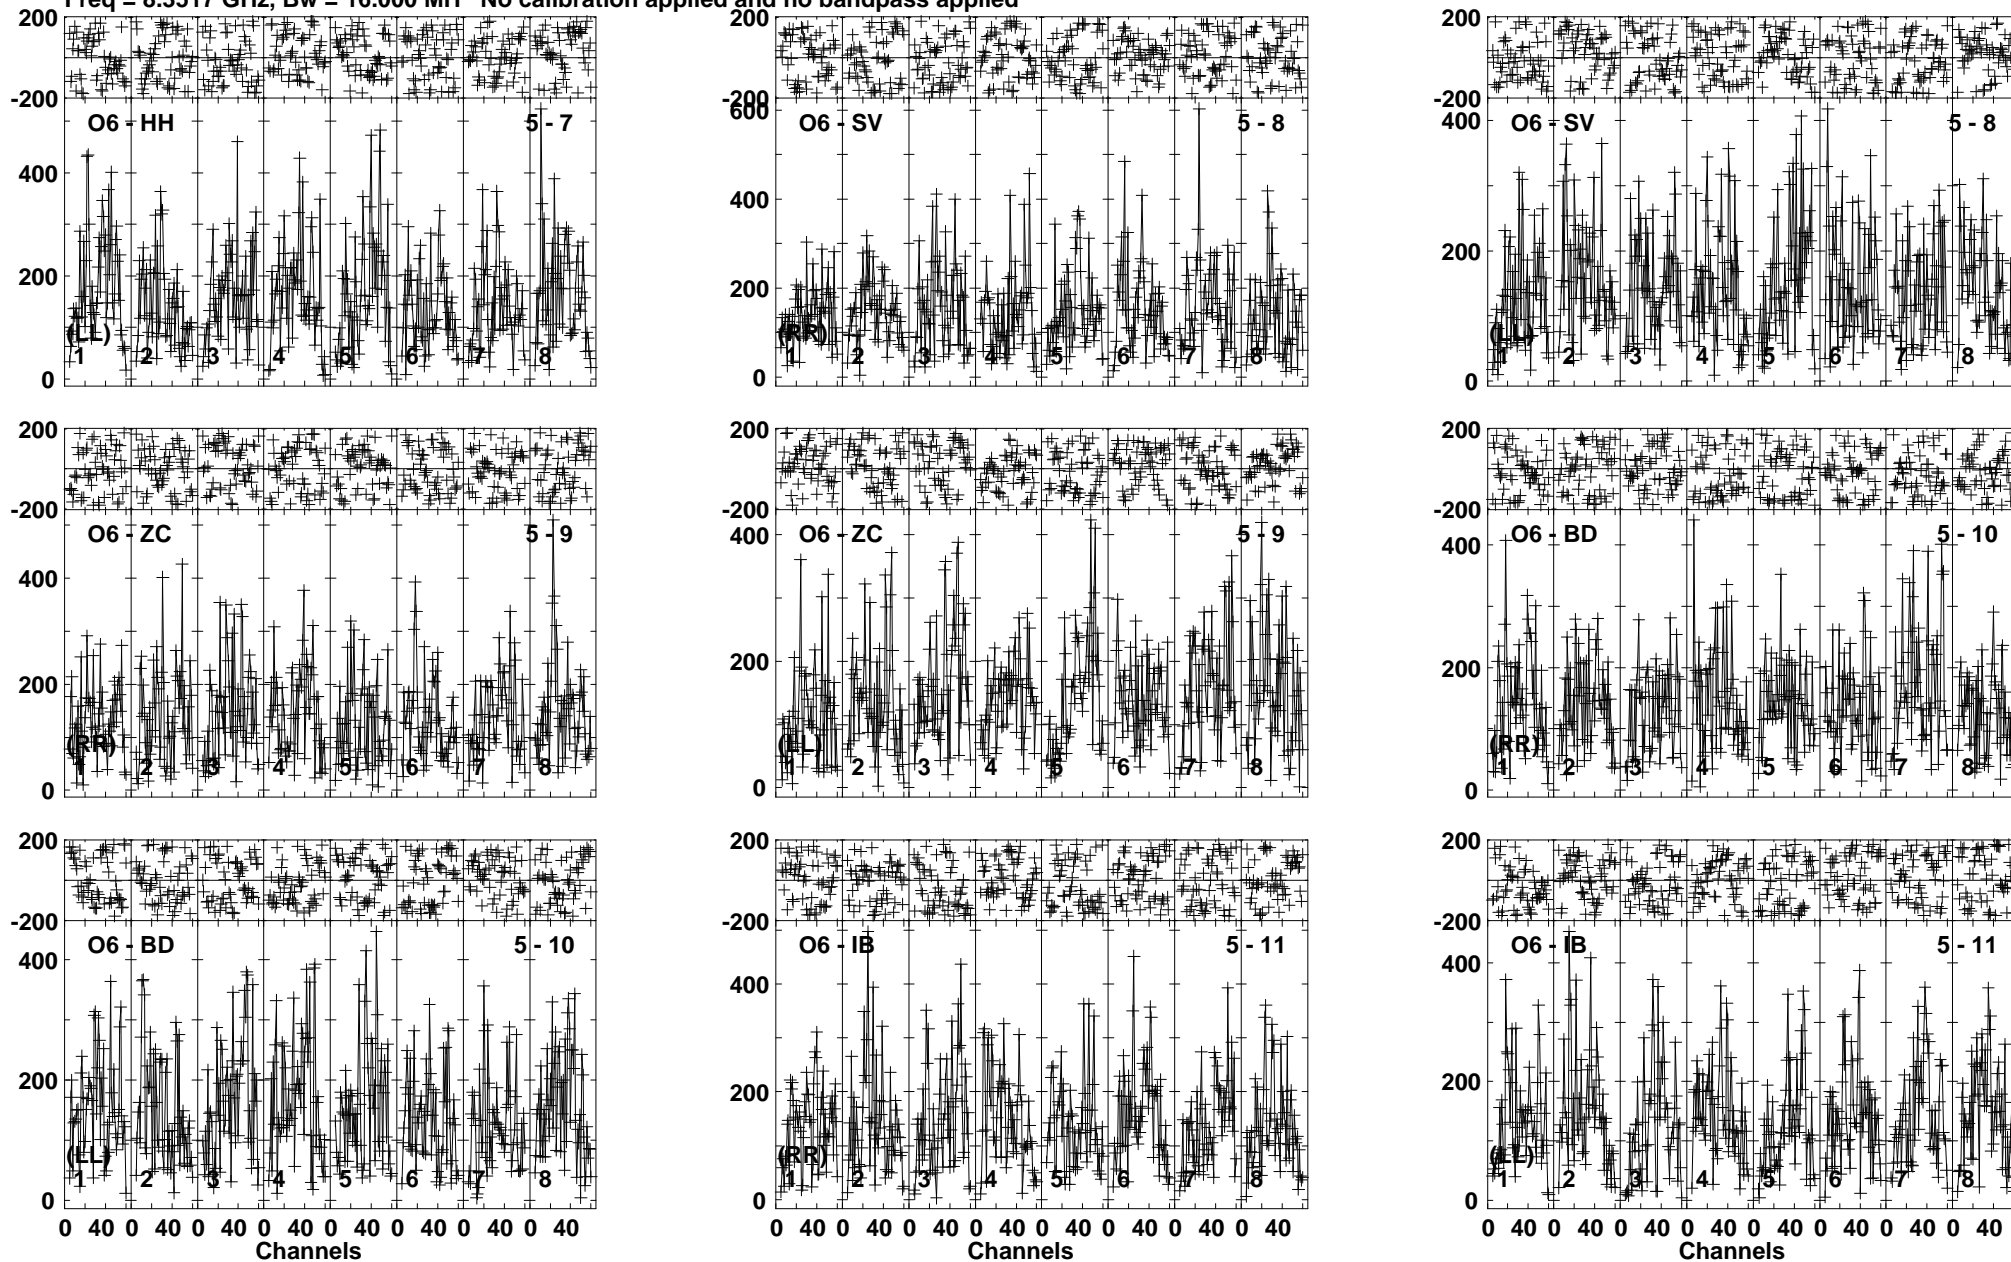 Freq = 8.3517 GHz, Bw = 16.000 MH No calibration applied and no bandpass applied
200 200 200
-200 -200 -200
O6 - HH 5 - 7 O6 - SV 5 - 8 O6 - SV 5 - 8
600 400
400 400
200 200 200
(LL) (RR) (LL)
1 2 3 4 5 6 7 8 1 2 3 4 5 6 7 8 1 2 3 4 5 6 7 8
0 0 0
200 200 200
-200 -200 -200
O6 - ZC 5 - 9 O6 - ZC 5 - 9 O6 - BD 5 - 10
400 400 400
200 200 200
(RR) (LL) (RR)
1 2 3 4 5 6 7 8 1 2 3 4 5 6 7 8 1 2 3 4 5 6 7 8
0 0 0
200 200 200
-200 -200 -200
O6 - BD 5 - 10 O6 - IB 5 - 11 O6 - IB 5 - 11
400 400 400
200 200 200
(LL) (RR) (LL)
1 2 3 4 5 6 7 8 1 2 3 4 5 6 7 8 1 2 3 4 5 6 7 8
0 0 0
0 40 0 40 0 40 0 40 0 40 0 40 0 40 0 40 0 40 0 40 0 40 0 40 0 40 0 40 0 40 0 40 0 40 0 40 0 40 0 40 0 40 0 40 0 40 0 40
Channels Channels